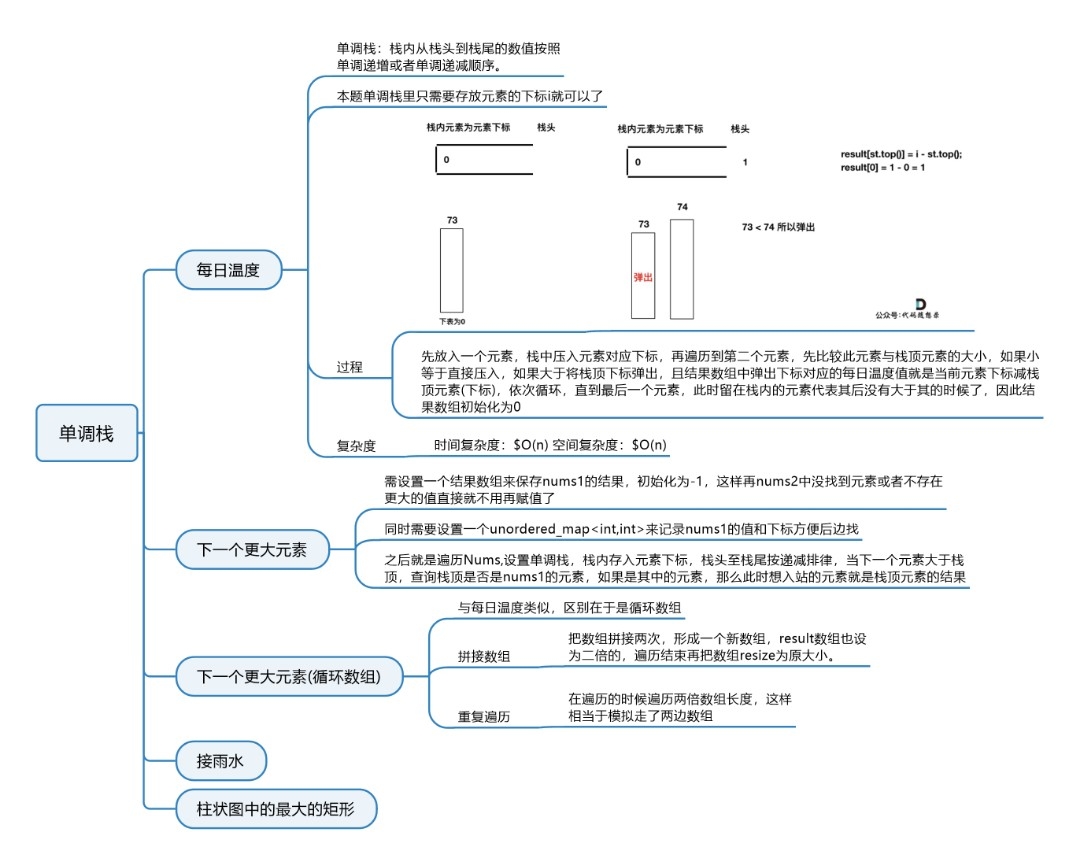 单调栈
每日温度
单调栈：栈内从栈头到栈尾的数值按照
单调递增或者单调递减顺序。
本题单调栈里只需要存放元素的下标i就可以了
栈内元素为元素下标 栈头
0
73
下表为0
栈内元素为元素下标 栈头
0 1
result[st.top()] = i - st.top();
result[0] = 1 - 0 = 1
74
73
73 < 74 所以弹出
弹出
公众号:代码随想录
过程
先放入一个元素，栈中压入元素对应下标，再遍历到第二个元素，先比较此元素与栈顶元素的大小，如果小
等于直接压入，如果大于将栈顶下标弹出，且结果数组中弹出下标对应的每日温度值就是当前元素下标减栈
顶元素(下标)，依次循环，直到最后一个元素，此时留在栈内的元素代表其后没有大于其的时候了，因此结
果数组初始化为0
复杂度
时间复杂度：$O(n) 空间复杂度：$O(n)
下一个更大元素
需设置一个结果数组来保存nums1的结果，初始化为-1，这样再nums2中没找到元素或者不存在
更大的值直接就不用再赋值了
同时需要设置一个unordered_map<int,int>来记录nums1的值和下标方便后边找
之后就是遍历Nums,设置单调栈，栈内存入元素下标，栈头至栈尾按递减排律，当下一个元素大于栈
顶，查询栈顶是否是nums1的元素，如果是其中的元素，那么此时想入站的元素就是栈顶元素的结果
下一个更大元素(循环数组)
与每日温度类似，区别在于是循环数组
拼接数组
把数组拼接两次，形成一个新数组，result数组也设
为二倍的，遍历结束再把数组resize为原大小。
重复遍历
在遍历的时候遍历两倍数组长度，这样
相当于模拟走了两边数组
接雨水
柱状图中的最大的矩形